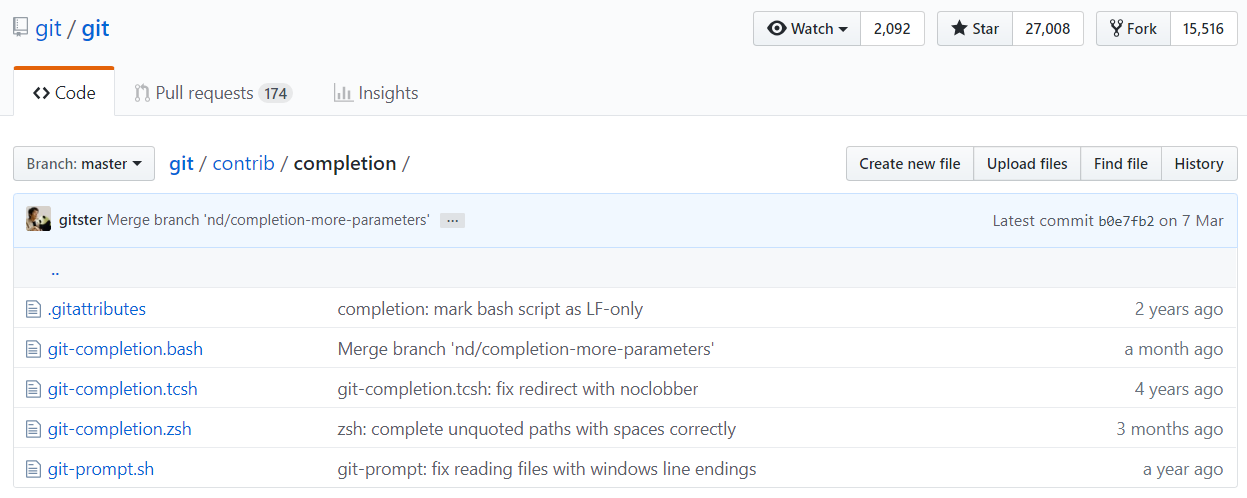 git / git Watch 2,092 Star 27,008 Fork 15,516
Code Pull requests 174 Insights
Branch: master git / contrib / completion / Create new file Upload files Find file History
gitster Merge branch 'nd/completion-more-parameters' ... Latest commit b0e7fb2 on 7 Mar
..
.gitattributes completion: mark bash script as LF-only 2 years ago
git-completion.bash Merge branch 'nd/completion-more-parameters' a month ago
git-completion.tcsh git-completion.tcsh: fix redirect with noclobber 4 years ago
git-completion.zsh zsh: complete unquoted paths with spaces correctly 3 months ago
git-prompt.sh git-prompt: fix reading files with windows line endings a year ago